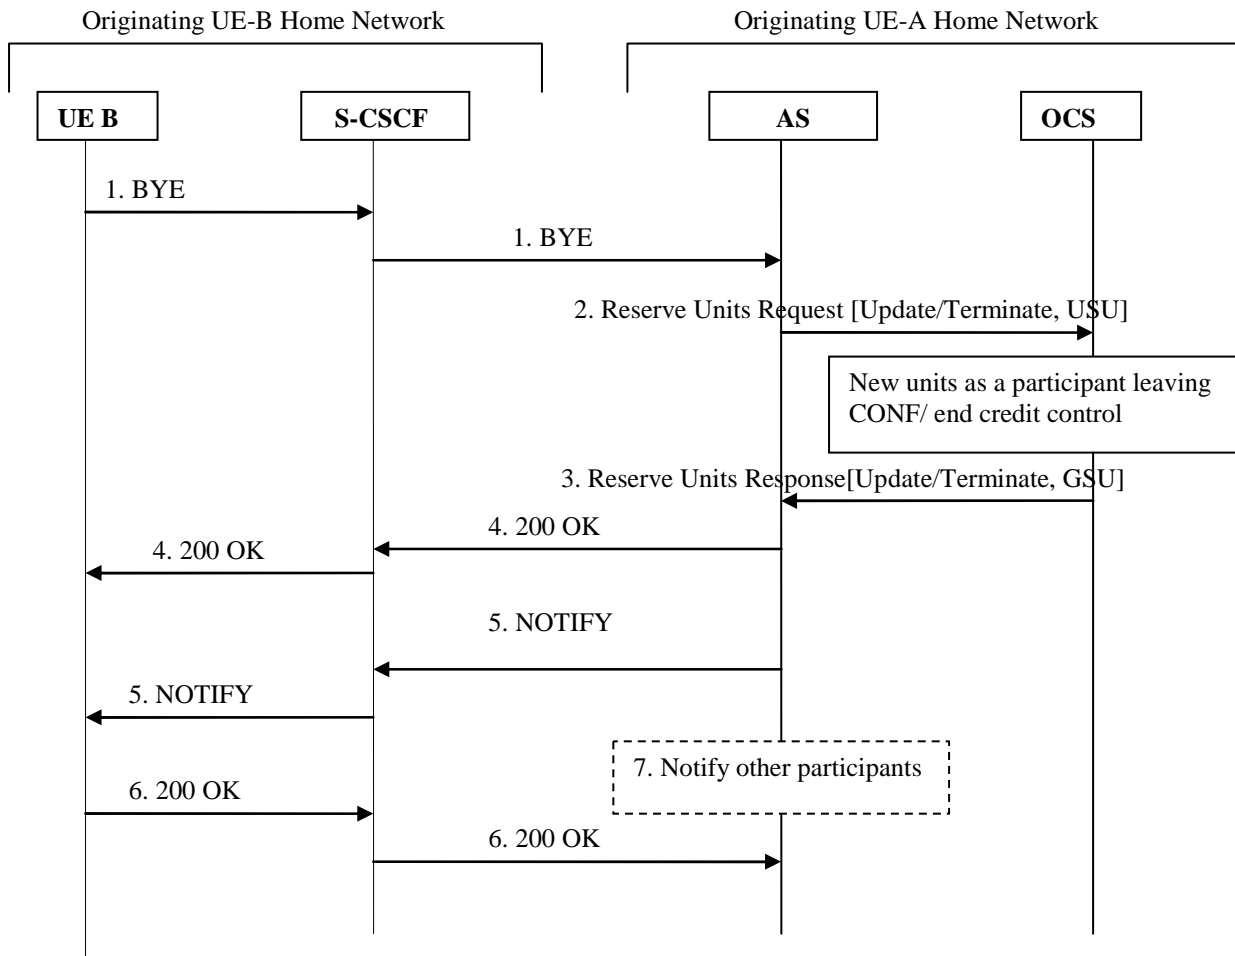 Originating UE-B Home Network
Originating UE-A Home Network
UE B
S-CSCF
AS
OCS
1. BYE
1. BYE
2. Reserve Units Request [Update/Terminate, USU]
New units as a participant leaving
CONF/ end credit control
3. Reserve Units Response[Update/Terminate, GSU]
4. 200 OK
4. 200 OK
5. NOTIFY
5. NOTIFY
7. Notify other participants
6. 200 OK
6. 200 OK